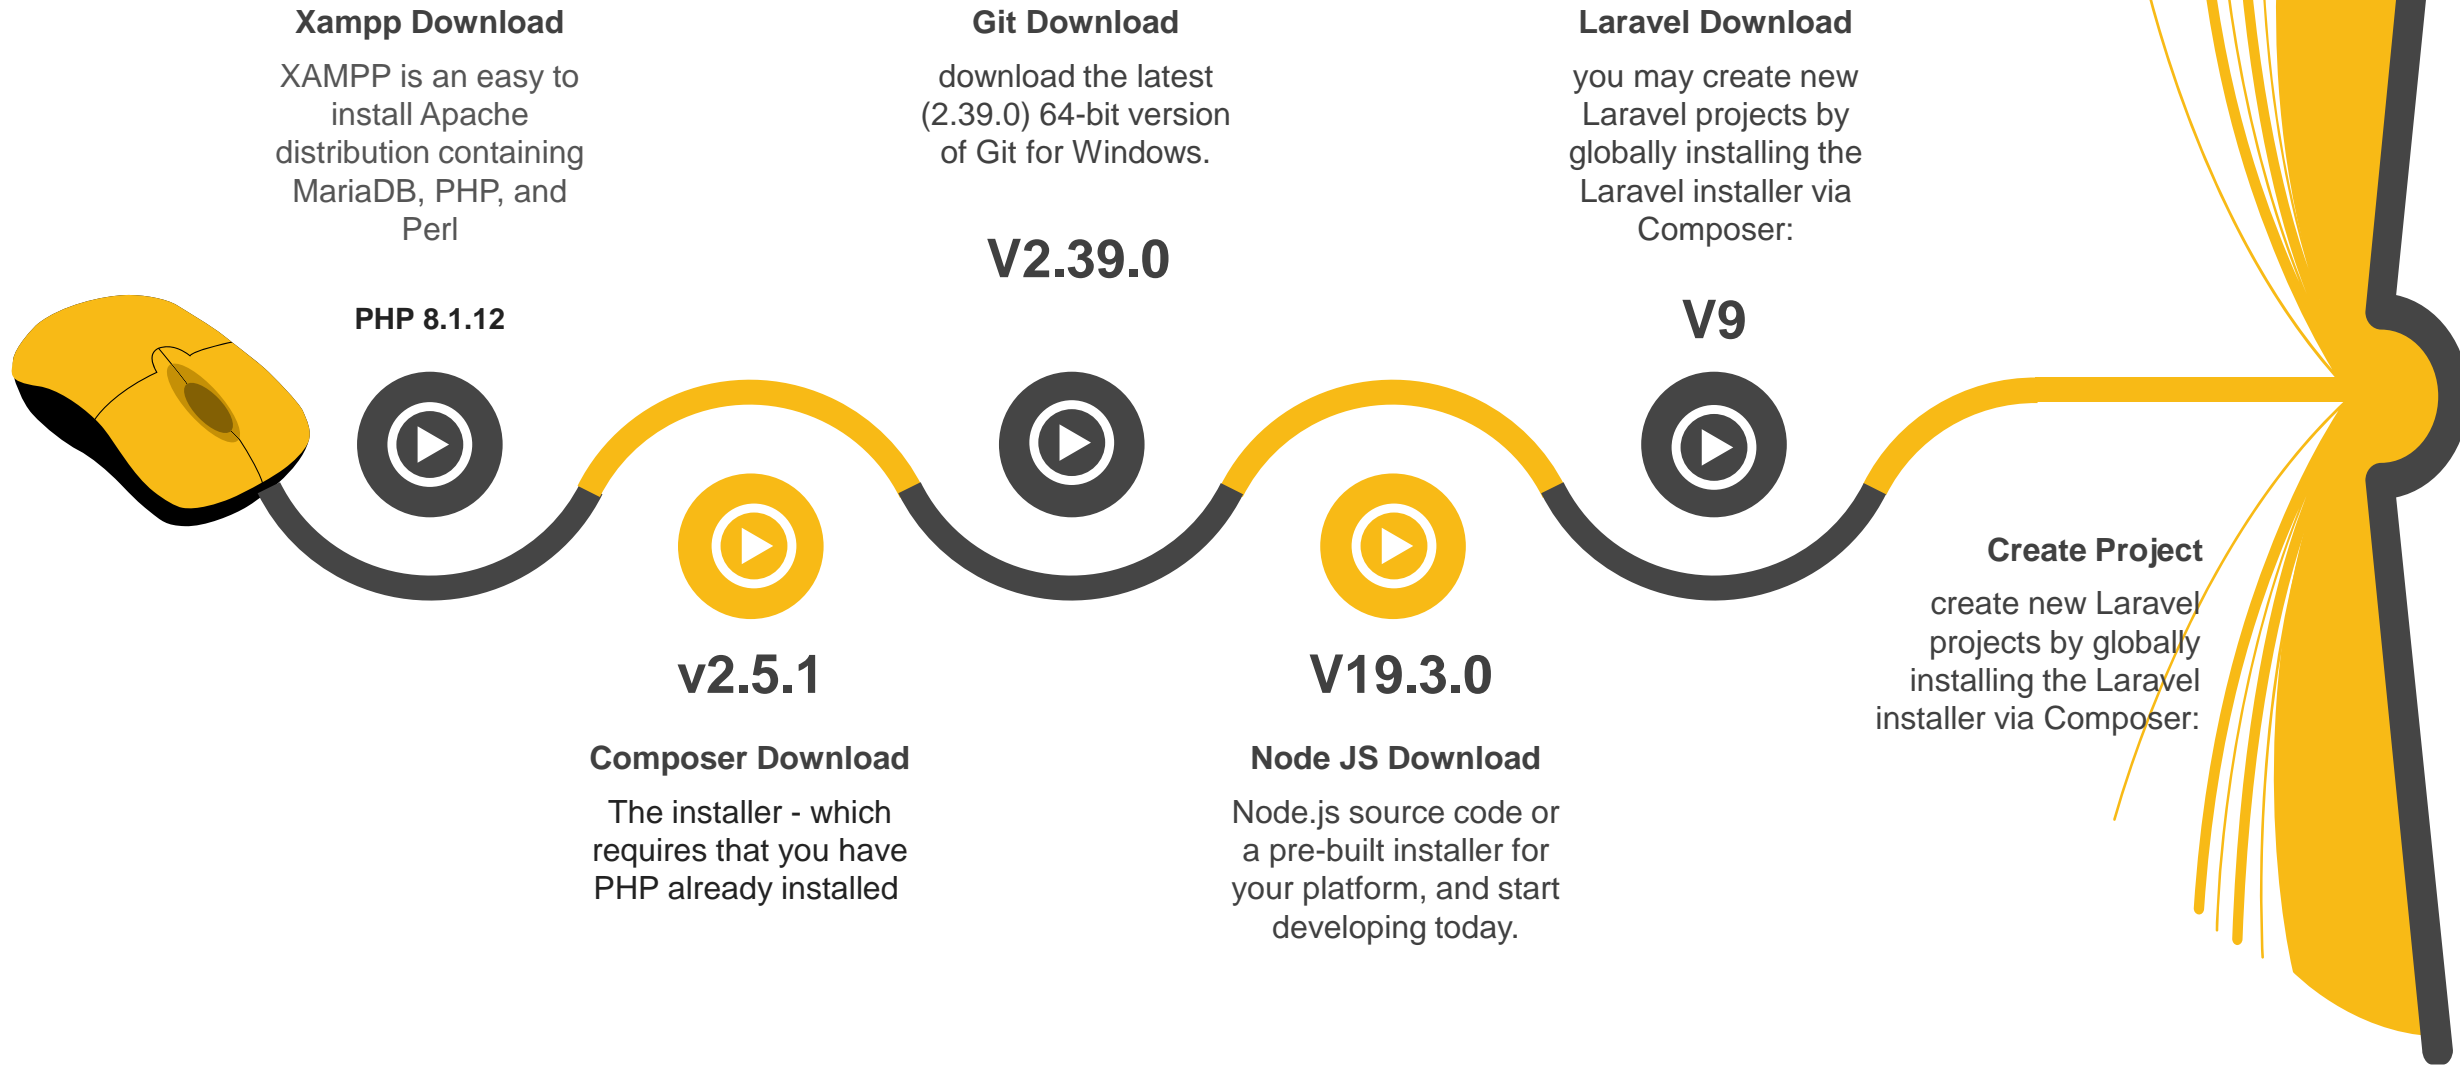 Xampp Download
XAMPP is an easy to
install Apache
distribution containing
MariaDB, PHP, and
Perl
PHP 8.1.12
v2.5.1
Composer Download
The installer - which
requires that you have
PHP already installed
Git Download
download the latest
(2.39.0) 64-bit version
of Git for Windows.
V2.39.0
V19.3.0
Node JS Download
Node.js source code or
a pre-built installer for
your platform, and start
developing today.
Laravel Download
you may create new
Laravel projects by
globally installing the
Laravel installer via
Composer:
V9
Create Project
create new Laravel
projects by globally
installing the Laravel
installer via Composer: